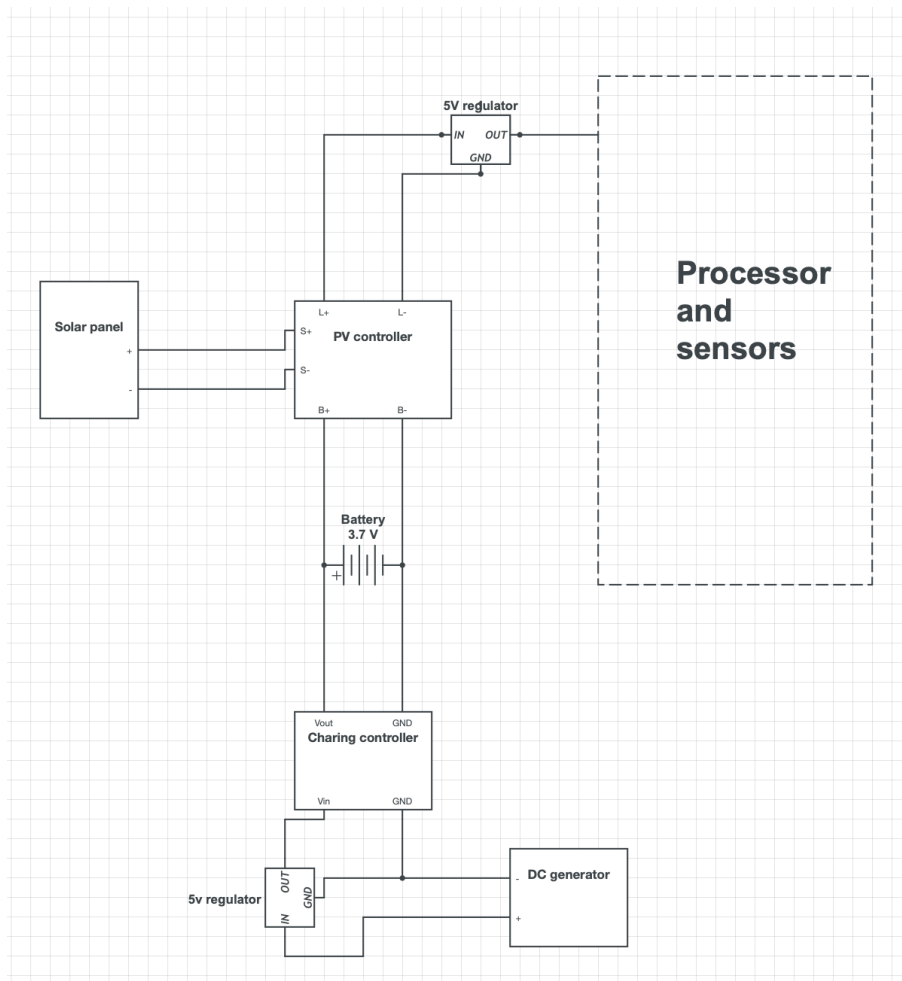 5V regulator
IN OUT
GND
Processor
and
sensors
Solar panel
+
-
L+ L-
S+
PV controller
S-
B+ B-
Battery
3.7 V
+
Vout GND
Charing controller
Vin GND
5v regulator
OUT
GND
IN
DC generator
-
+